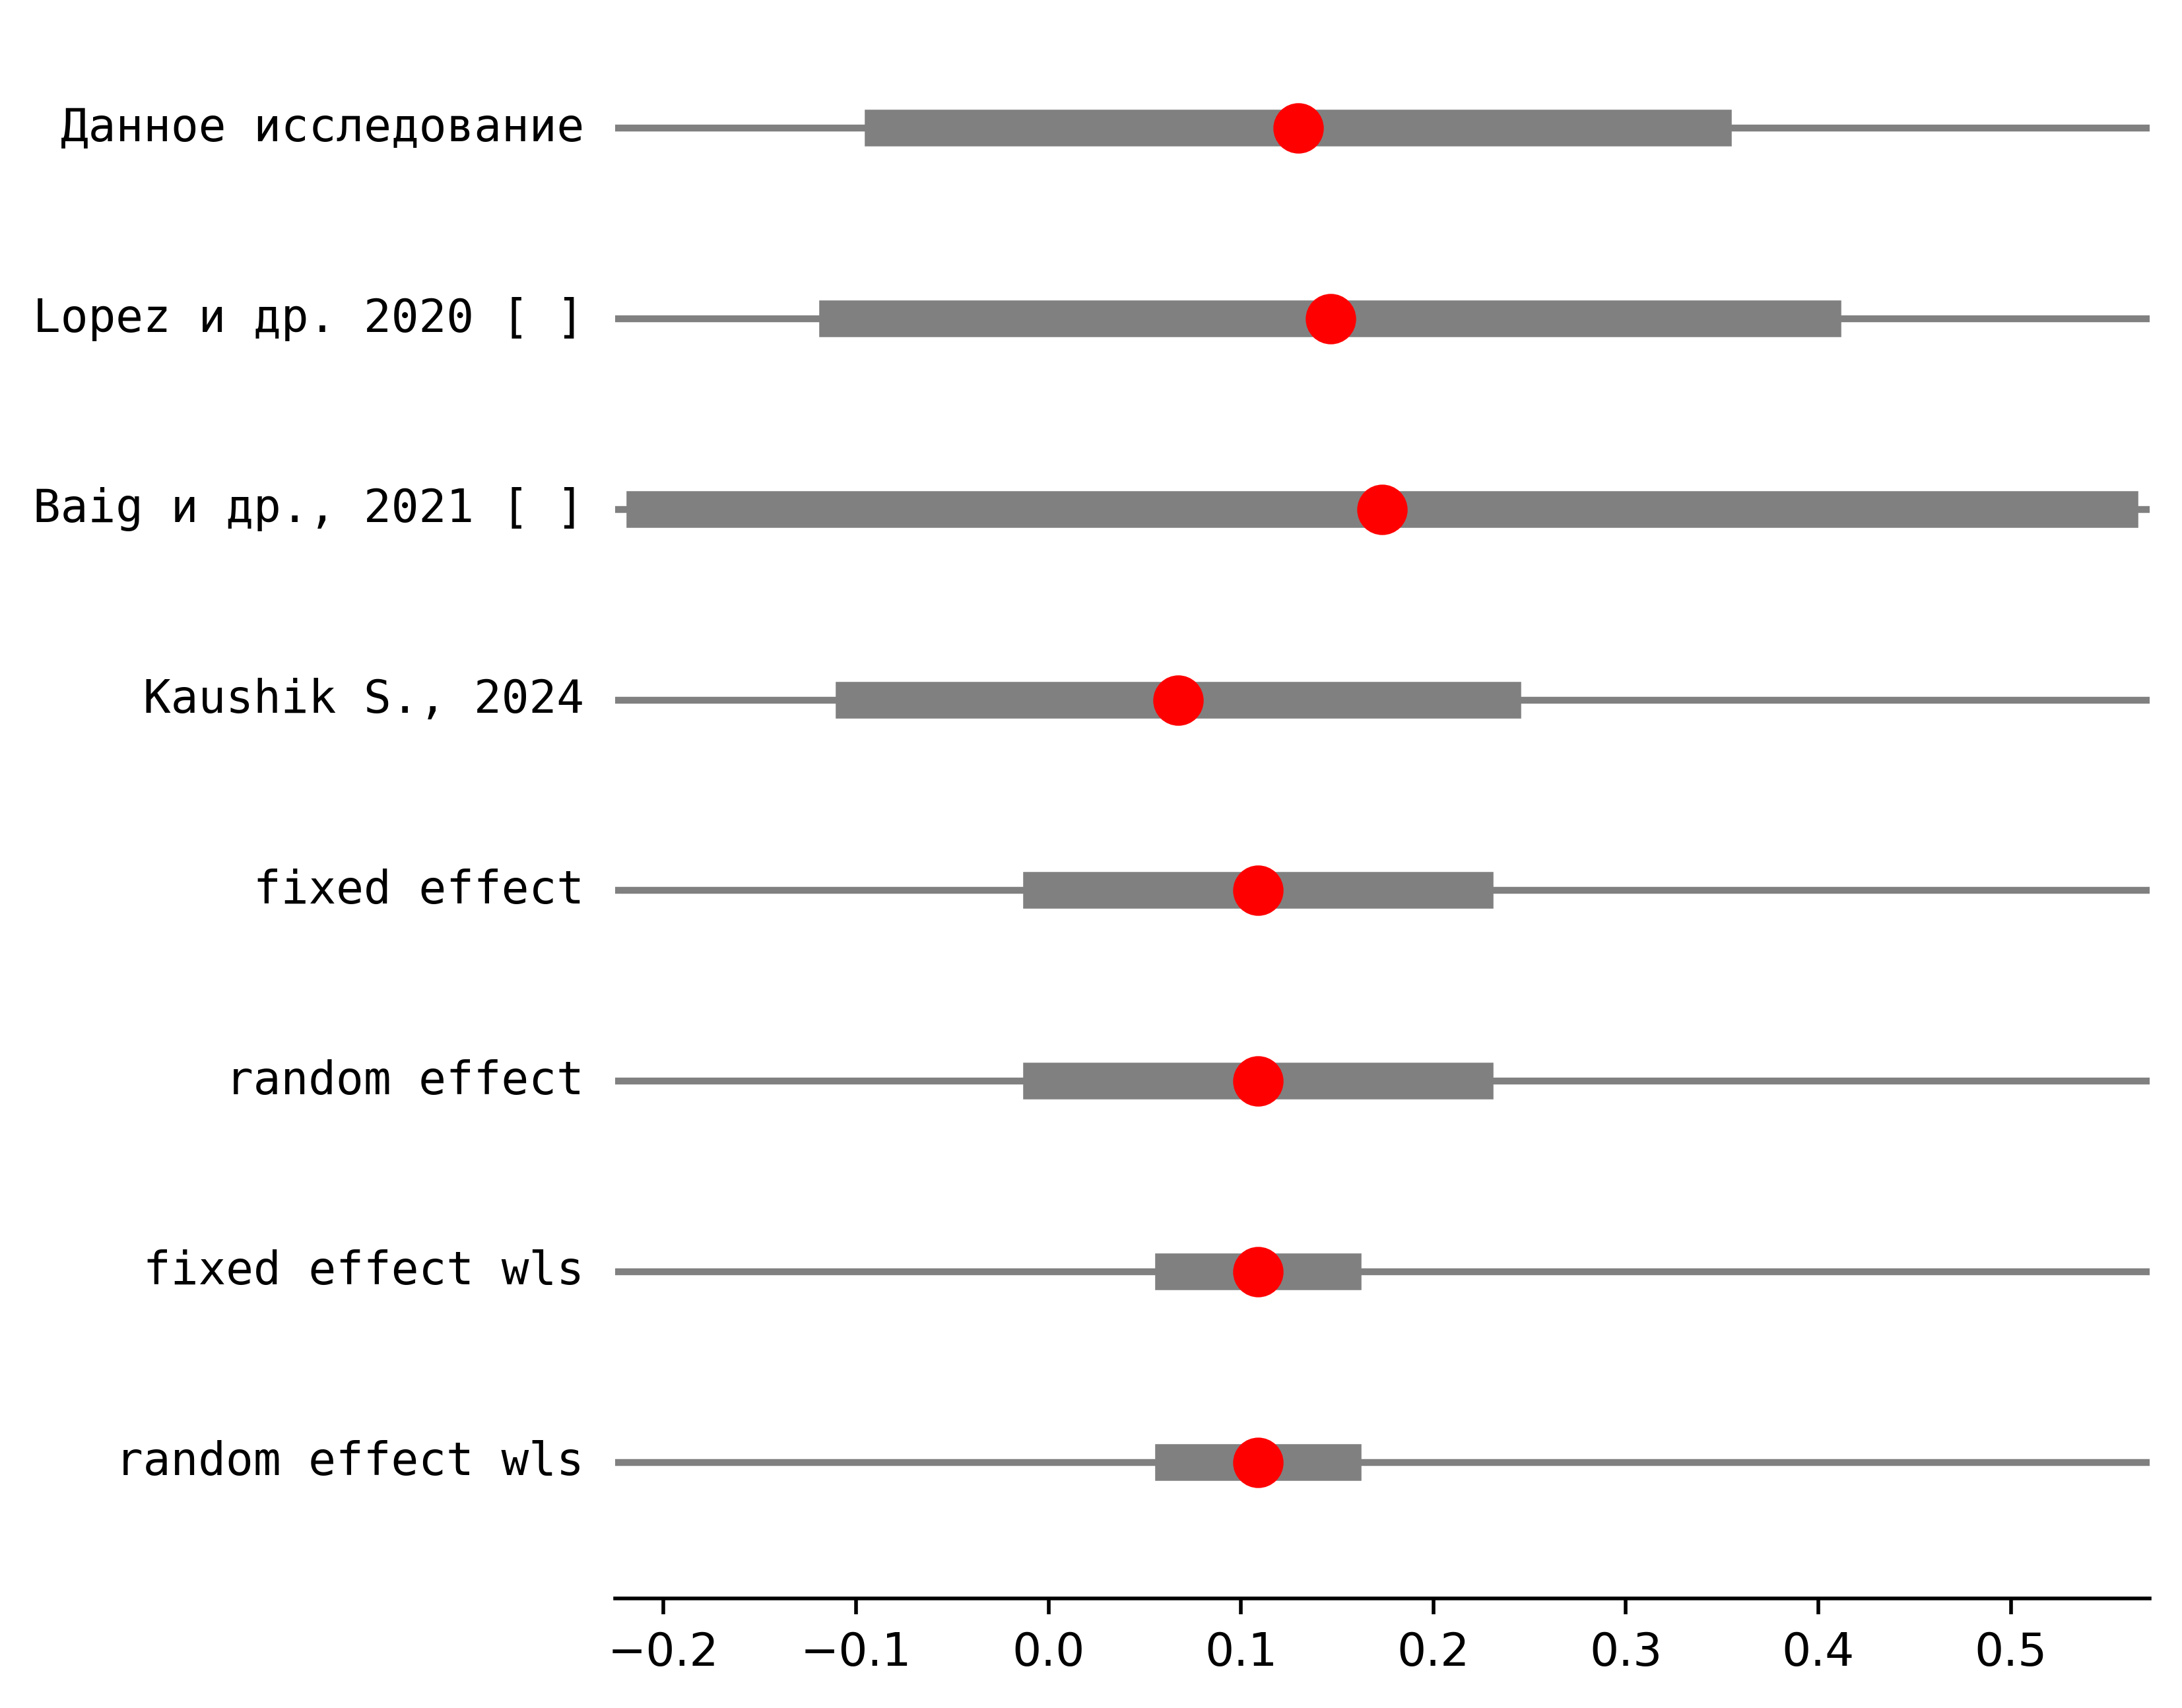 Данное исследование
Lopez и др. 2020 [ ]
Baig и др., 2021 [ ]
Kaushik S., 2024
fixed effect
random effect
fixed effect wls
random effect wls
−0.2 −0.1 0.0 0.1 0.2 0.3 0.4 0.5